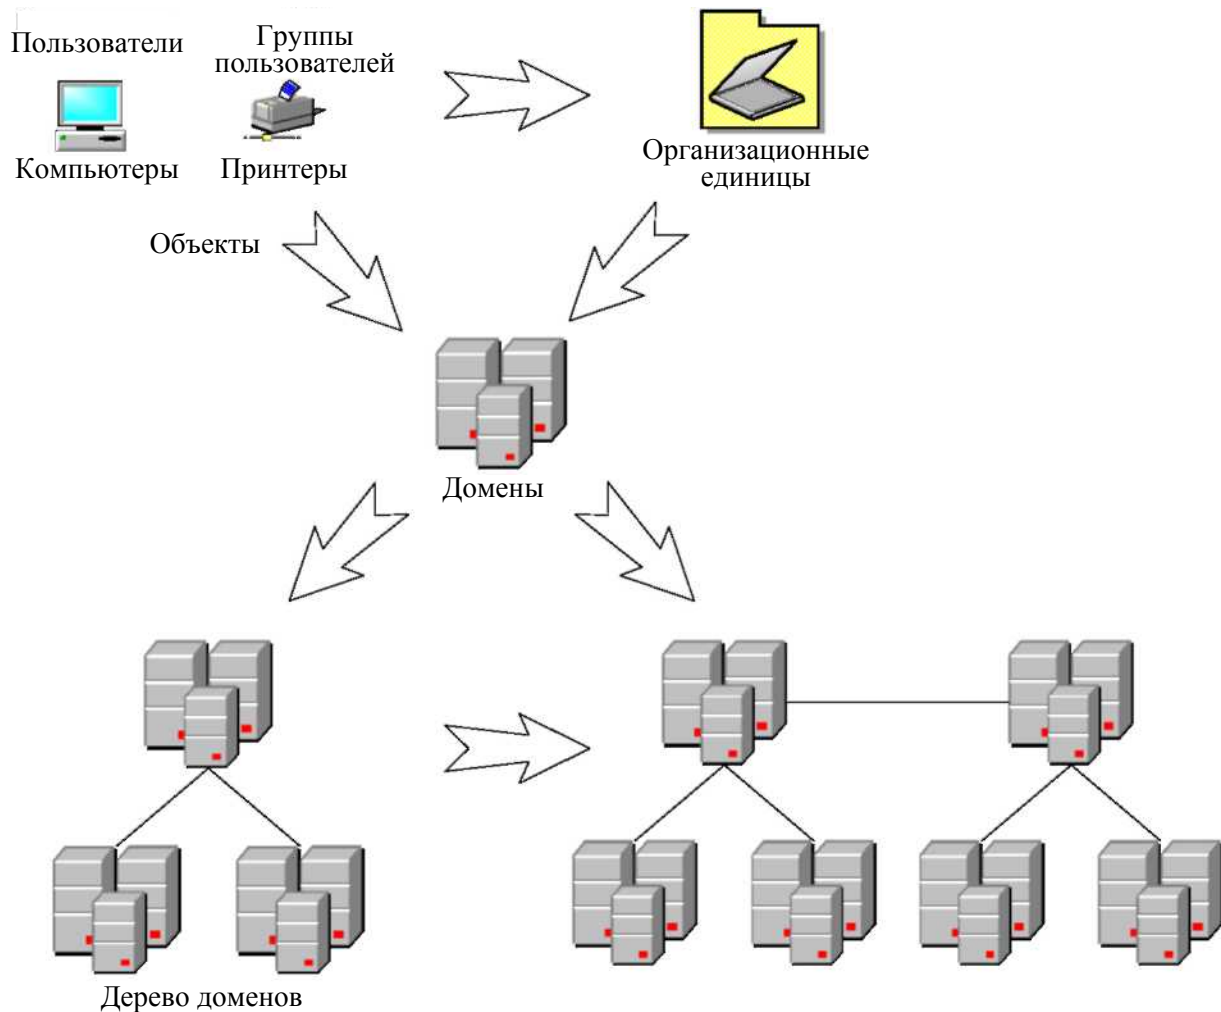 Пользователи
Группы
пользователей
Компьютеры
Принтеры
Организационные
единицы
Объекты
Домены
Дерево доменов